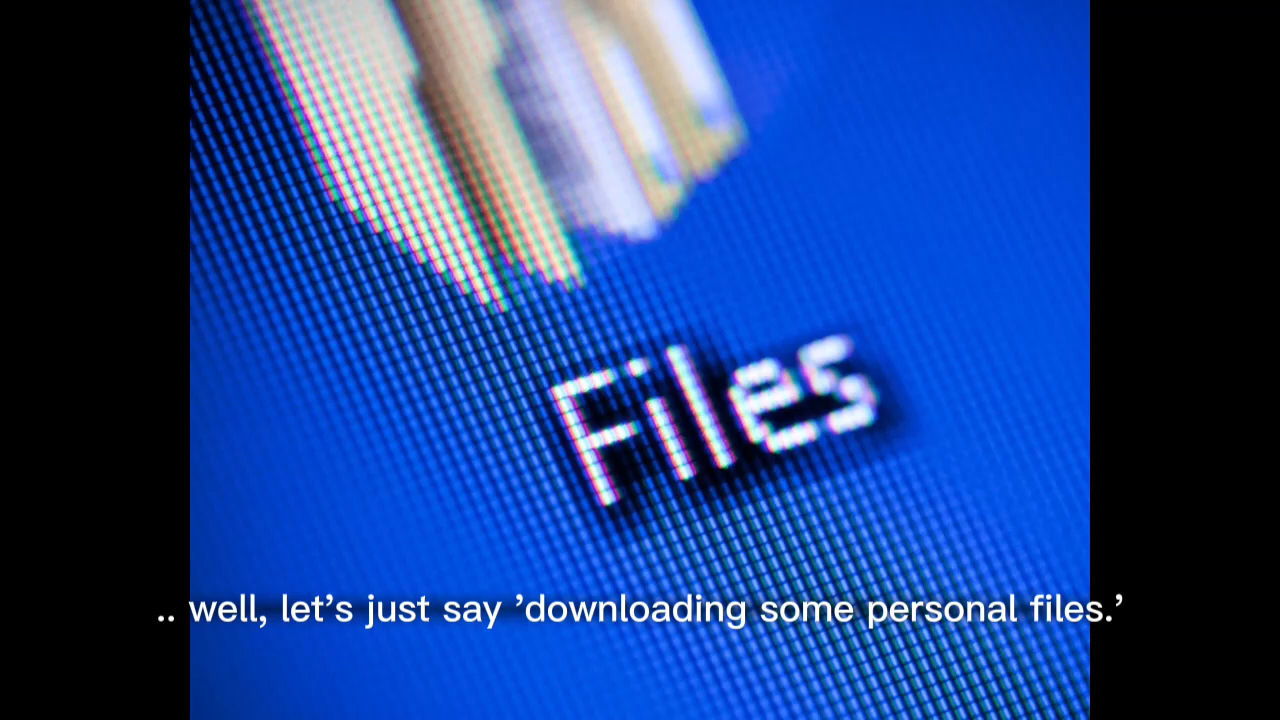 Files
.. well, let’s just say ’downloading some personal files.’